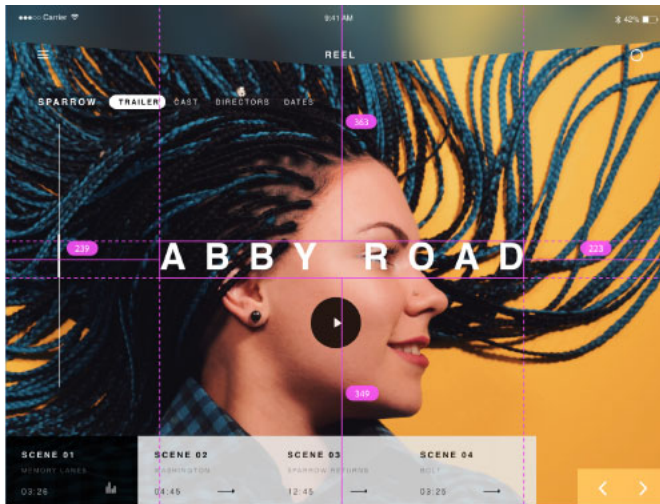 Carrier 9:41 AM 42%
REEL
SPARROW TRAILER CAST DIRECTORS DATES
363
239 ABBY ROAD 223
349
SCENE 01 SCENE 02 SCENE 03 SCENE 04
MEMORY LANES WASHINGTON SPARROW RETURNS BOLT
03:26 04:45 12:45 03:25